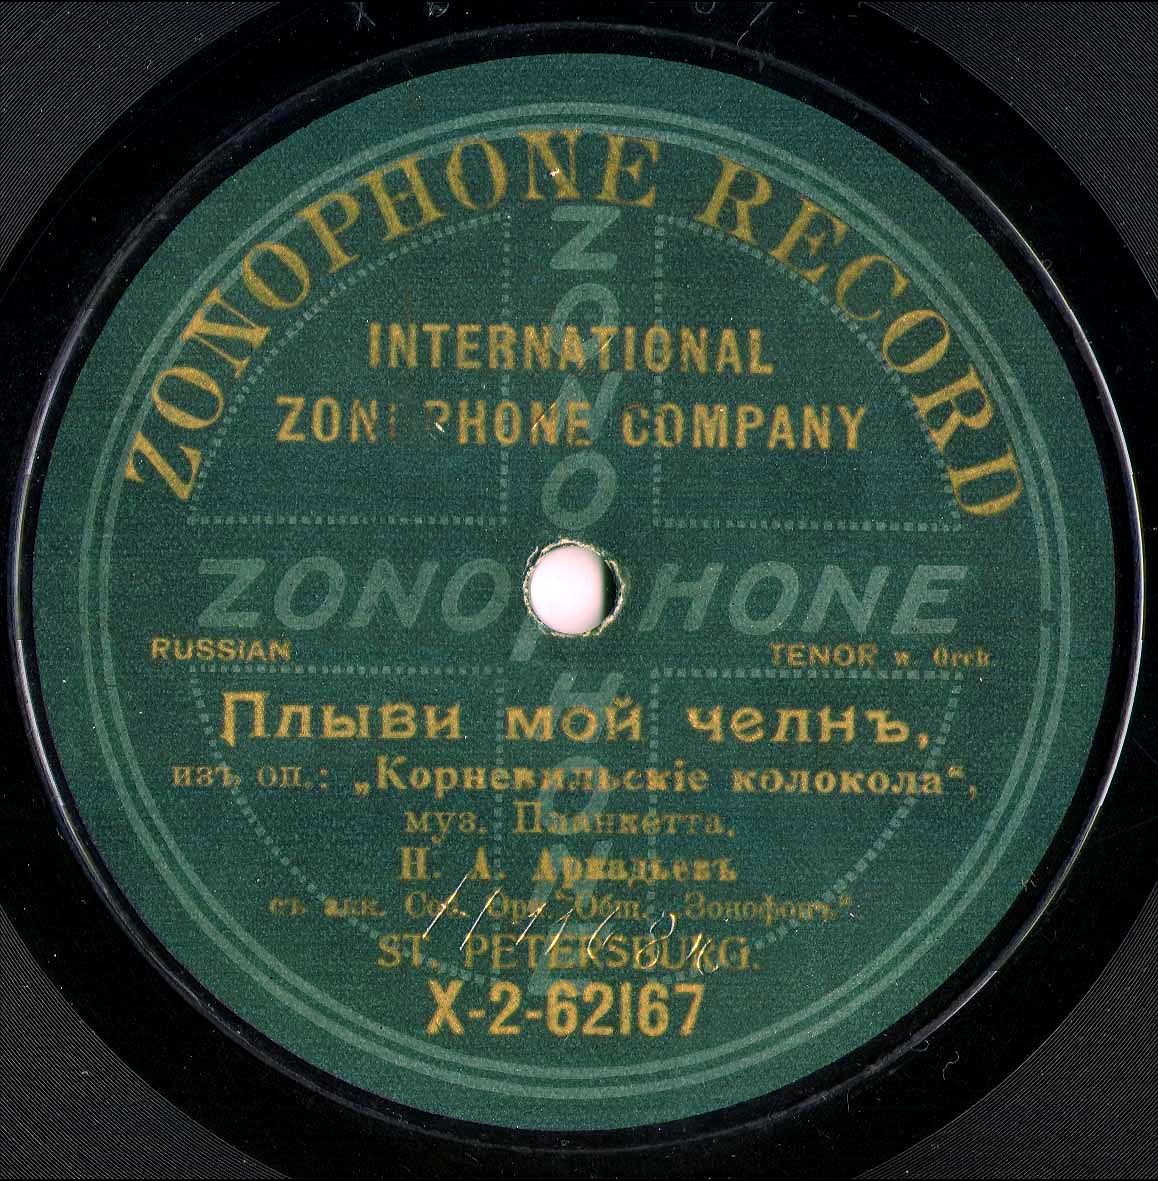 ZONOPHONE RECORD
INTERNATIONAL
ZONOPHONE COMPANY
ZONOPHONE
ZONOPHONE
RUSSIAN
TENOR w. Orch.
Плыви мой челнъ,
изъ оп.: „Корневильскіе колокола“,
муз. Планкетта.
Н. А. Аркадьевъ
съ акк. Орк. Общ. „Зонофонъ“.
ST. PETERSBURG.
X-2-62167